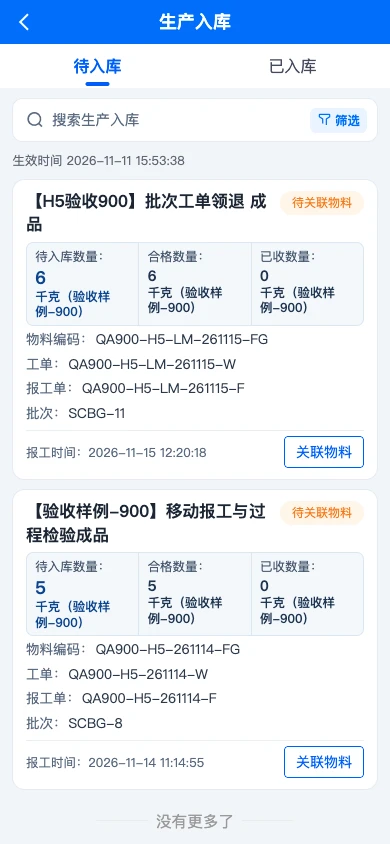 生产入库
待入库
已入库
搜索生产入库
筛选
生效时间 2026-11-11 15:53:38
【H5验收900】批次工单领退 成
品
待关联物料
待入库数量：
6
千克（验收样
例-900）
合格数量：
6
千克（验收样
例-900）
已收数量：
0
千克（验收样
例-900）
物料编码： QA900-H5-LM-261115-FG
工单： QA900-H5-LM-261115-W
报工单： QA900-H5-LM-261115-F
批次： SCBG-11
报工时间：2026-11-15 12:20:18
关联物料
【验收样例-900】移动报工与过
程检验成品
待关联物料
待入库数量：
5
千克（验收样
例-900）
合格数量：
5
千克（验收样
例-900）
已收数量：
0
千克（验收样
例-900）
物料编码： QA900-H5-261114-FG
工单： QA900-H5-261114-W
报工单： QA900-H5-261114-F
批次： SCBG-8
报工时间：2026-11-14 11:14:55
关联物料
没有更多了